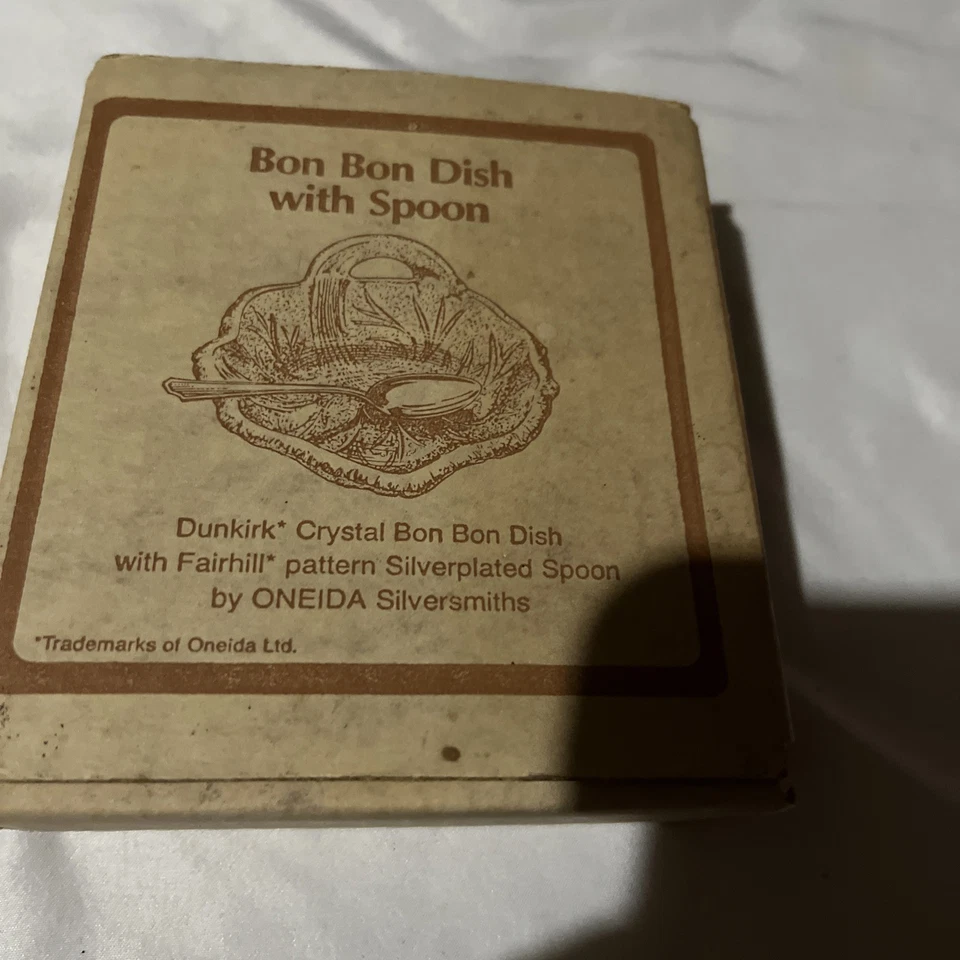 Bon Bon Dish
with Spoon
Dunkirk* Crystal Bon Bon Dish
with Fairhill* pattern Silverplated Spoon
by ONEIDA Silversmiths
*Trademarks of Oneida Ltd.